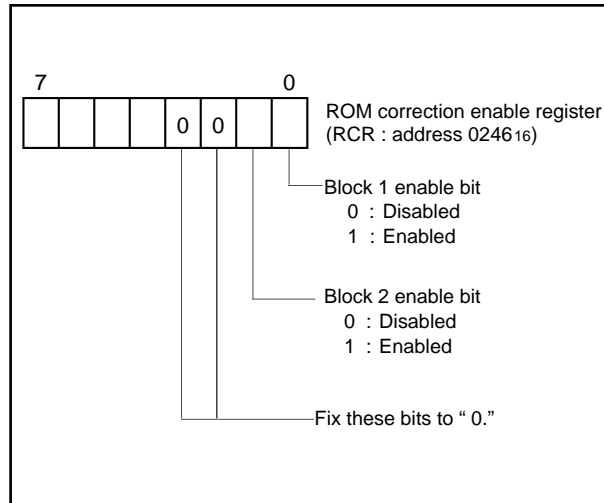 7 0
0 0
ROM correction enable register
(RCR : address 024616)
Block 1 enable bit
0 : Disabled
1 : Enabled
Block 2 enable bit
0 : Disabled
1 : Enabled
Fix these bits to “ 0.”